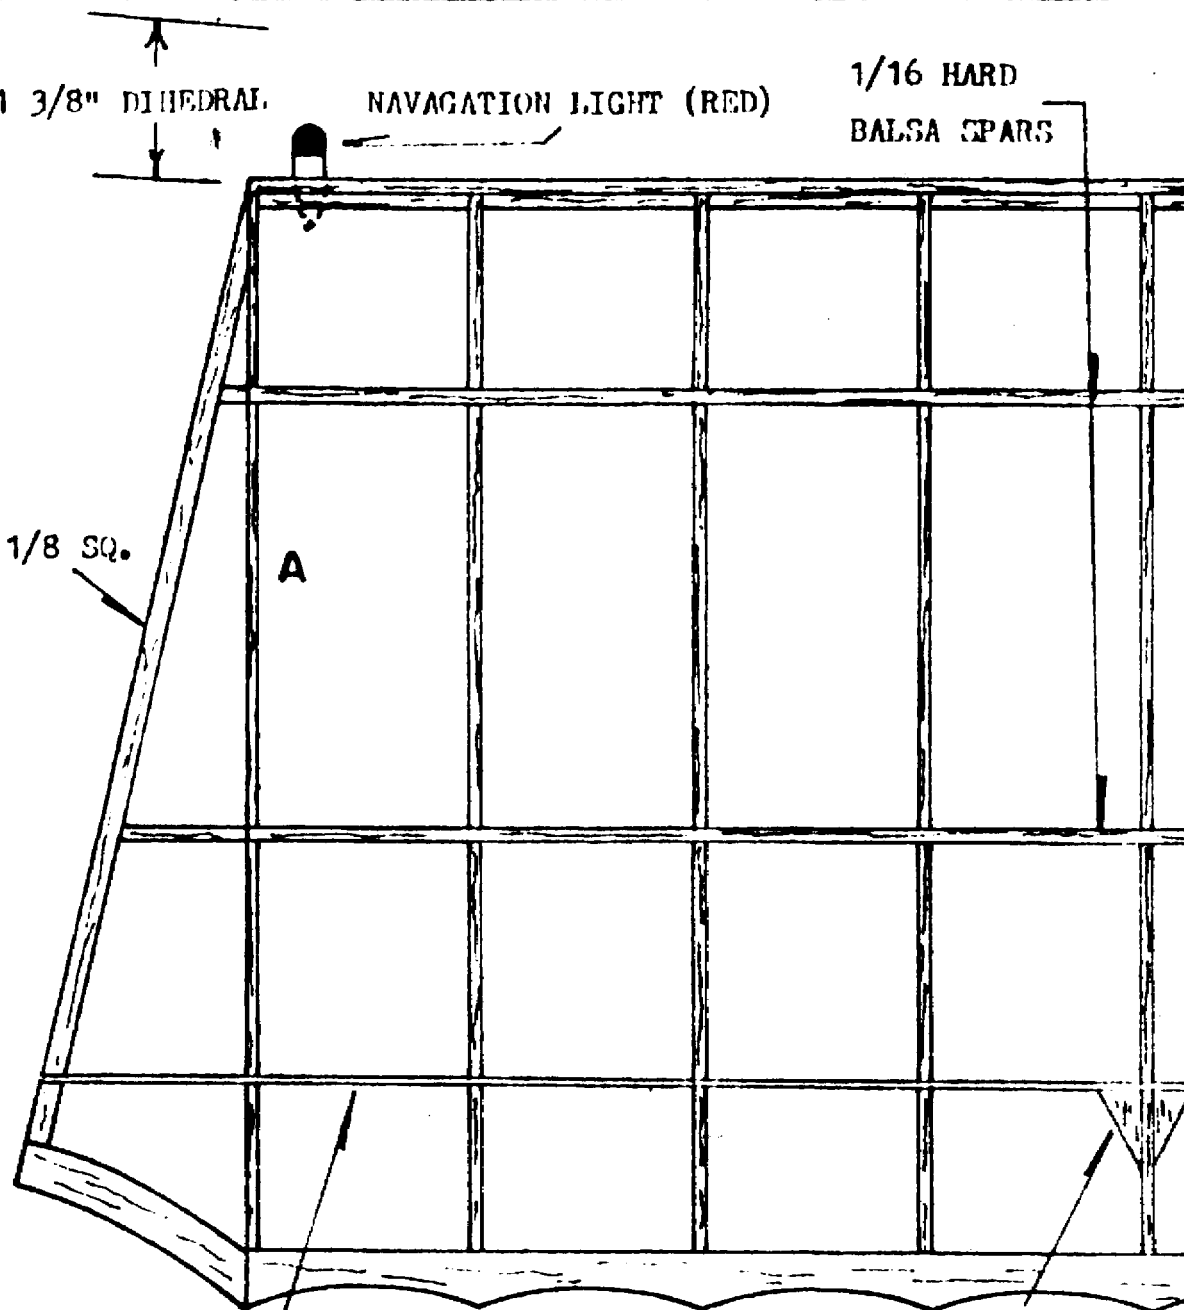 1 3/8" DIHEDRAL
NAVAGATION LIGHT (RED)
1/16 HARD
BALSA SPARS
1/8 SQ.
A